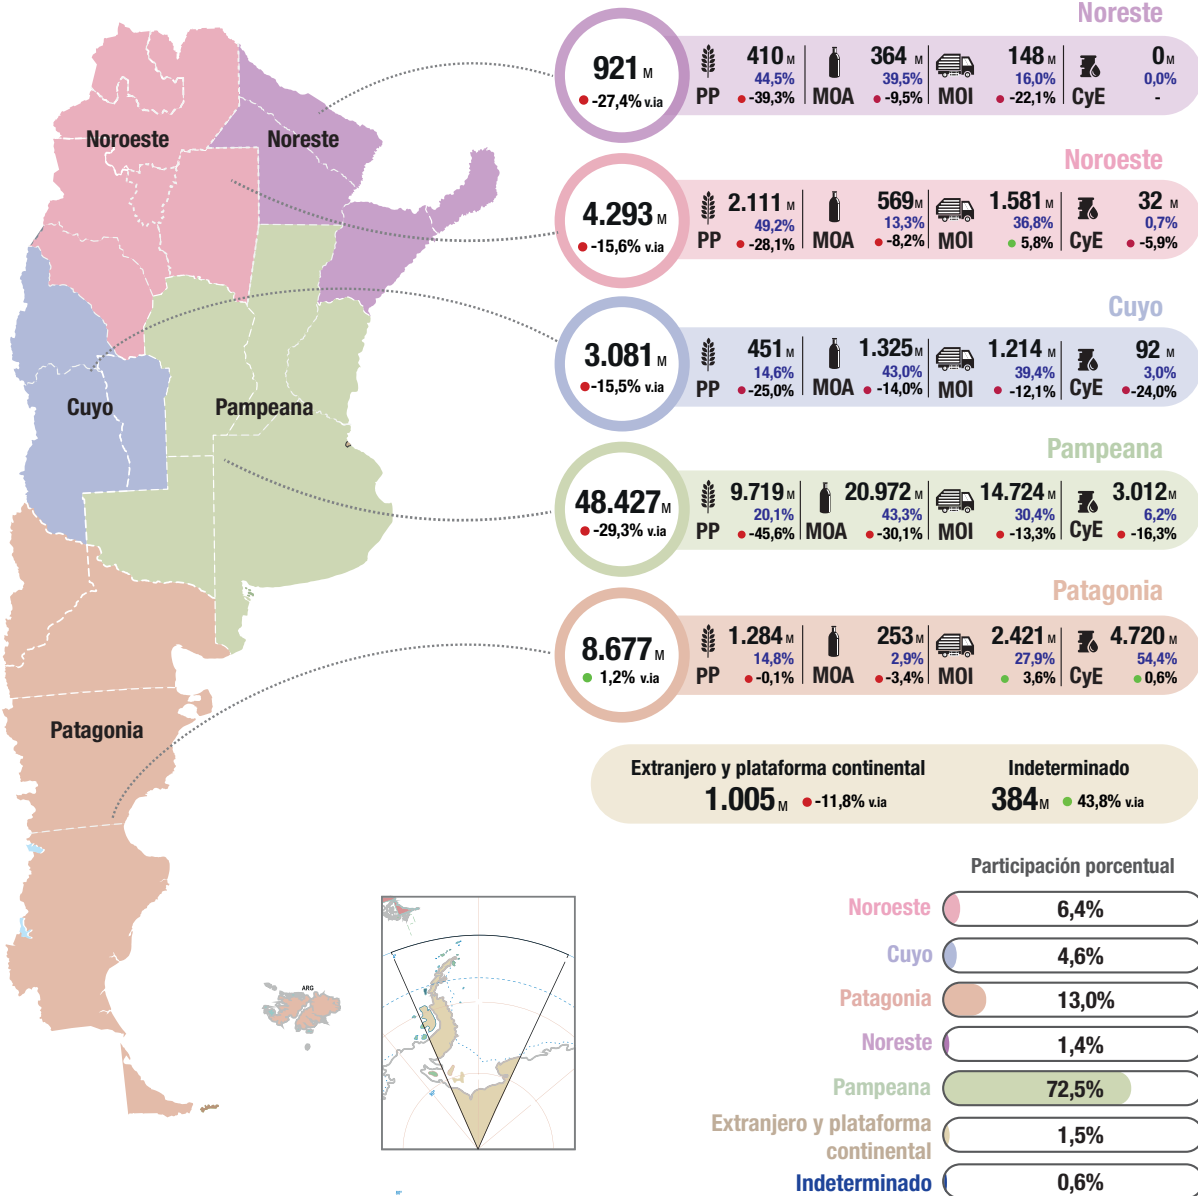 Noroeste
Noreste
Cuyo
Pampeana
Patagonia
ARG
Noreste
921 M
-27,4% v.ia
PP
410 M
44,5%
-39,3%
MOA
364 M
39,5%
-9,5%
MOI
148 M
16,0%
-22,1%
CyE
0 M
0,0%
-
Noroeste
4.293 M
-15,6% v.ia
PP
2.111 M
49,2%
-28,1%
MOA
569 M
13,3%
-8,2%
MOI
1.581 M
36,8%
5,8%
CyE
32 M
0,7%
-5,9%
Cuyo
3.081 M
-15,5% v.ia
PP
451 M
14,6%
-25,0%
MOA
1.325 M
43,0%
-14,0%
MOI
1.214 M
39,4%
-12,1%
CyE
92 M
3,0%
-24,0%
Pampeana
48.427 M
-29,3% v.ia
PP
9.719 M
20,1%
-45,6%
MOA
20.972 M
43,3%
-30,1%
MOI
14.724 M
30,4%
-13,3%
CyE
3.012 M
6,2%
-16,3%
Patagonia
8.677 M
1,2% v.ia
PP
1.284 M
14,8%
-0,1%
MOA
253 M
2,9%
-3,4%
MOI
2.421 M
27,9%
3,6%
CyE
4.720 M
54,4%
0,6%
Extranjero y plataforma continental
1.005 M -11,8% v.ia
Indeterminado
384 M 43,8% v.ia
Participación porcentual
Noroeste 6,4%
Cuyo 4,6%
Patagonia 13,0%
Noreste 1,4%
Pampeana 72,5%
Extranjero y plataforma
continental 1,5%
Indeterminado 0,6%